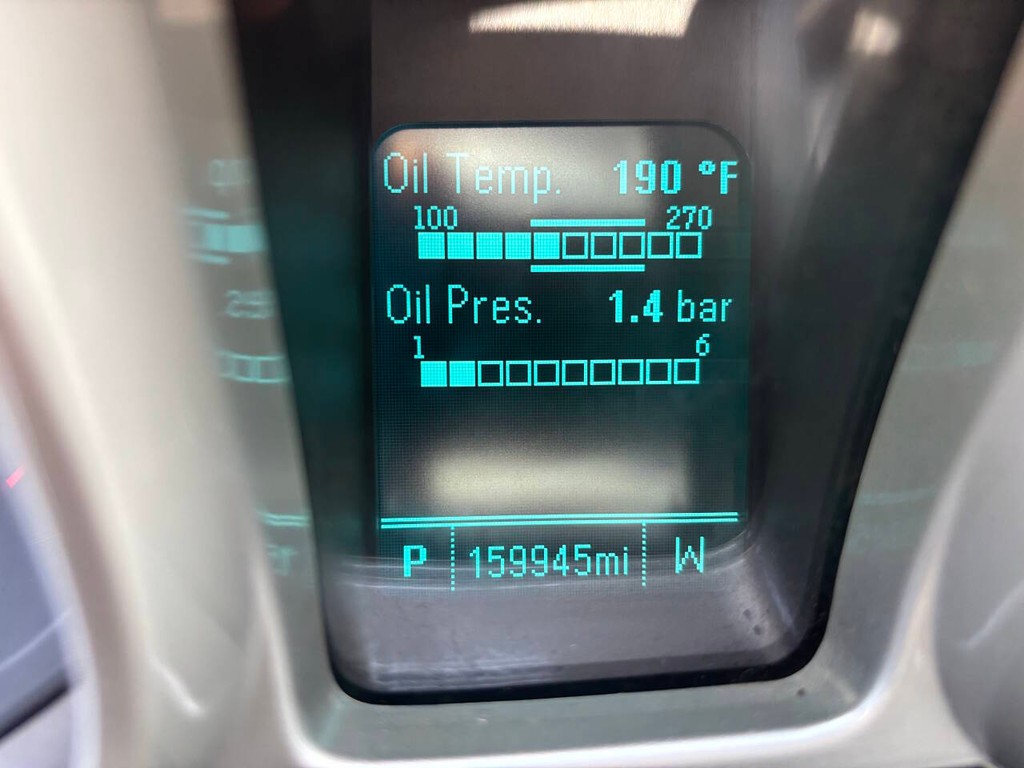 Oil Temp. 190 °F
100 270
Oil Pres. 1.4 bar
1 6
P 159945mi W